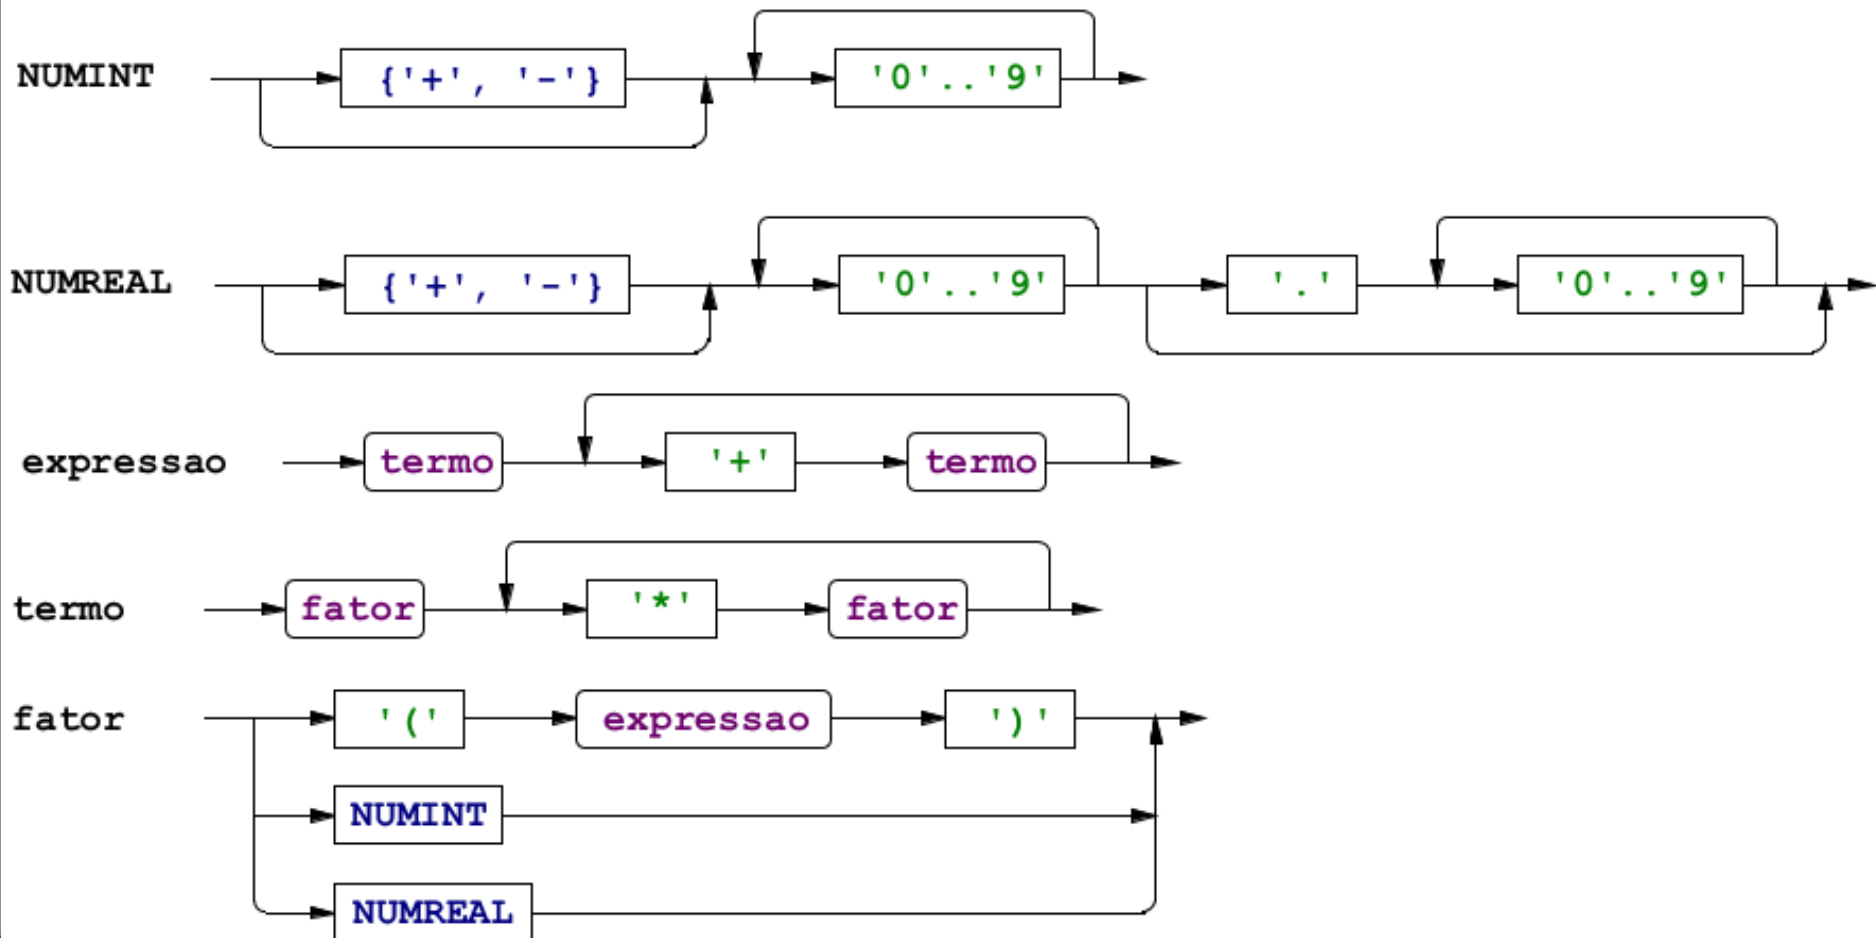 NUMINT {'+', '-'} '0'..'9'
NUMREAL {'+', '-'} '0'..'9' '.' '0'..'9'
expressao termo '+' termo
termo fator '*' fator
fator '(' expressao ')'
NUMINT
NUMREAL